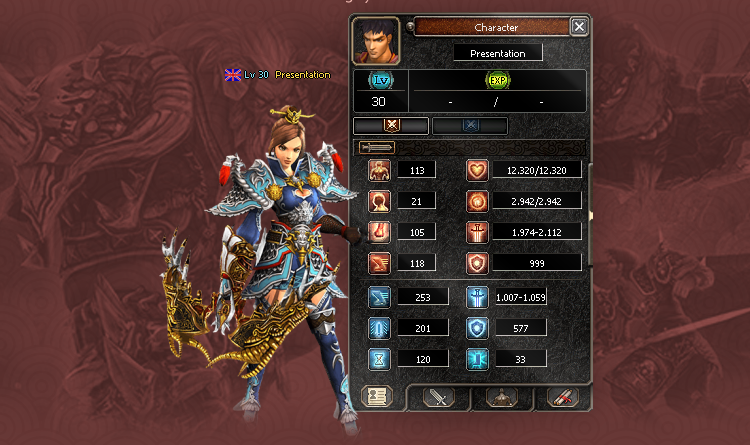 Character
Presentation
Lv 30 Presentation
Lv EXP
30 - / -
113 12.320/12.320
21 2.942/2.942
105 1.974-2.112
118 999
253 1.007-1.059
201 577
120 33